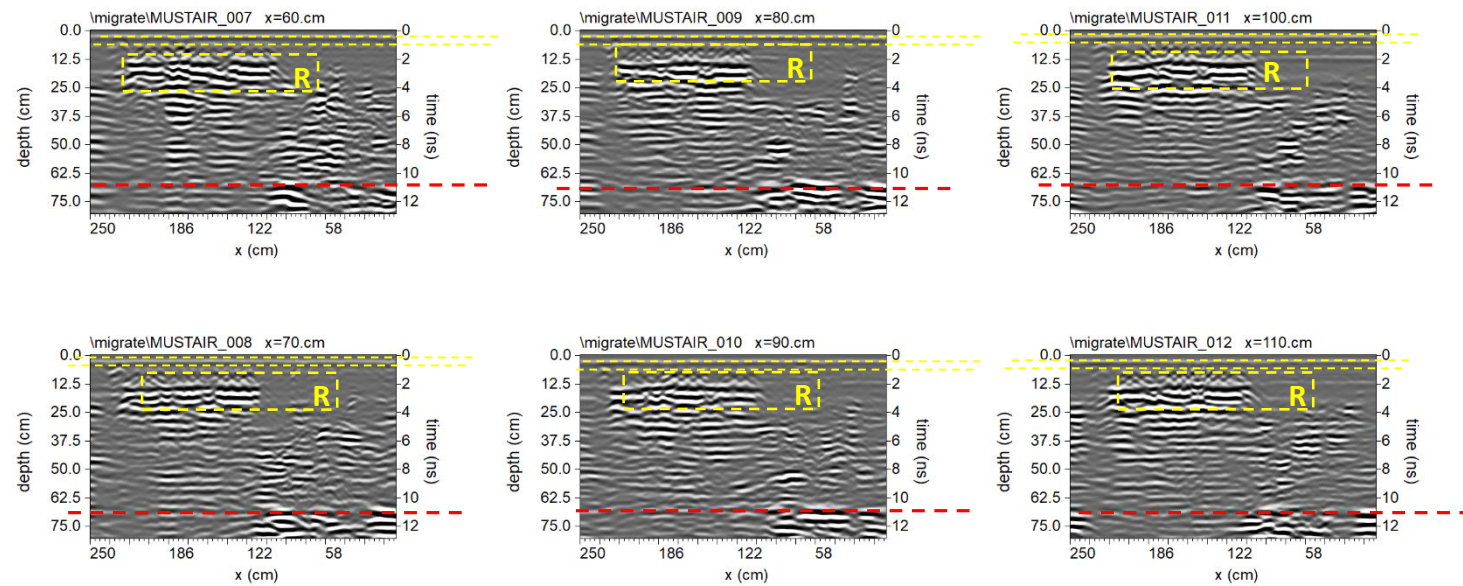 \migrate\MUSTAIR_007 x=60.cm
0.0
12.5
25.0
37.5
50.0
62.5
75.0
depth (cm)
R
0
2
4
6
8
10
12
time (ns)
250 186 122 58
x (cm)
\migrate\MUSTAIR_009 x=80.cm
0.0
12.5
25.0
37.5
50.0
62.5
75.0
depth (cm)
R
0
2
4
6
8
10
12
time (ns)
250 186 122 58
x (cm)
\migrate\MUSTAIR_011 x=100.cm
0.0
12.5
25.0
37.5
50.0
62.5
75.0
depth (cm)
R
0
2
4
6
8
10
12
time (ns)
250 186 122 58
x (cm)
\migrate\MUSTAIR_008 x=70.cm
0.0
12.5
25.0
37.5
50.0
62.5
75.0
depth (cm)
R
0
2
4
6
8
10
12
time (ns)
250 186 122 58
x (cm)
\migrate\MUSTAIR_010 x=90.cm
0.0
12.5
25.0
37.5
50.0
62.5
75.0
depth (cm)
R
0
2
4
6
8
10
12
time (ns)
250 186 122 58
x (cm)
\migrate\MUSTAIR_012 x=110.cm
0.0
12.5
25.0
37.5
50.0
62.5
75.0
depth (cm)
R
0
2
4
6
8
10
12
time (ns)
250 186 122 58
x (cm)